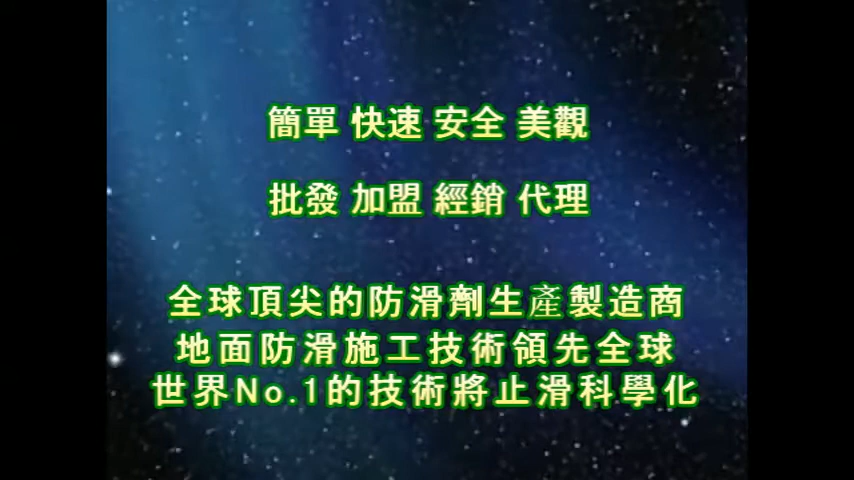 簡單 快速 安全 美觀
批發 加盟 經銷 代理
全球頂尖的防滑劑生產製造商
地面防滑施工技術領先全球
世界No.1的技術將止滑科學化